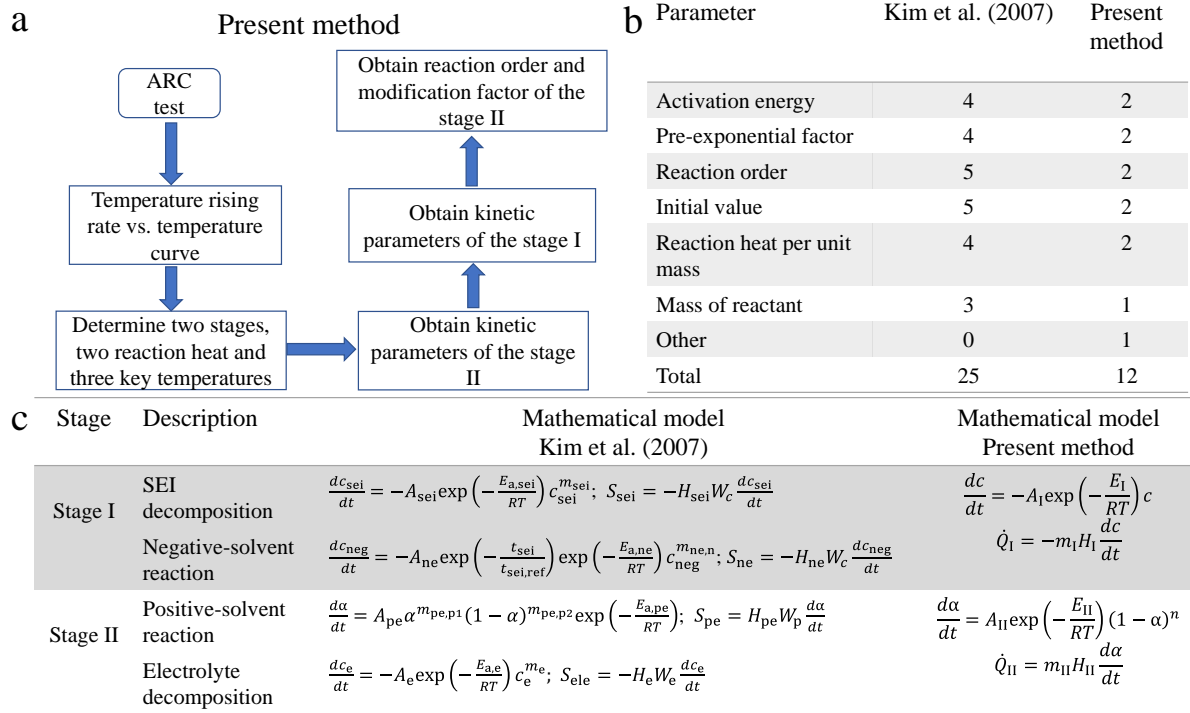 a
Present method
ARC
test
Temperature rising
rate vs. temperature
curve
Determine two stages,
two reaction heat and
three key temperatures
Obtain kinetic
parameters of the stage
II
Obtain kinetic
parameters of the stage I
Obtain reaction order and
modification factor of the
stage II
b
Parameter Kim et al. (2007) Present
method
Activation energy 4 2
Pre-exponential factor 4 2
Reaction order 5 2
Initial value 5 2
Reaction heat per unit
mass 4 2
Mass of reactant 3 1
Other 0 1
Total 25 12
c
Stage Description Mathematical model
Kim et al. (2007) Mathematical model
Present method
Stage I
SEI
decomposition
dc_sei/dt = −A_sei exp(−E_a,sei/RT) c_sei^m_sei; S_sei = −H_sei W_c dc_sei/dt
Negative-solvent
reaction
dc_neg/dt = −A_ne exp(−t_sei/t_sei,ref) exp(−E_a,ne/RT) c_neg^m_ne,n; S_ne = −H_ne W_c dc_neg/dt
dc/dt = −A_I exp(−E_I/RT) c
Q̇_I = −m_I H_I dc/dt
Stage II
Positive-solvent
reaction
dα/dt = A_pe α^m_pe,p1 (1 − α)^m_pe,p2 exp(−E_a,pe/RT); S_pe = H_pe W_p dα/dt
Electrolyte
decomposition
dc_e/dt = −A_e exp(−E_a,e/RT) c_e^m_e; S_ele = −H_e W_e dc_e/dt
dα/dt = A_II exp(−E_II/RT) (1 − α)^n
Q̇_II = m_II H_II dα/dt